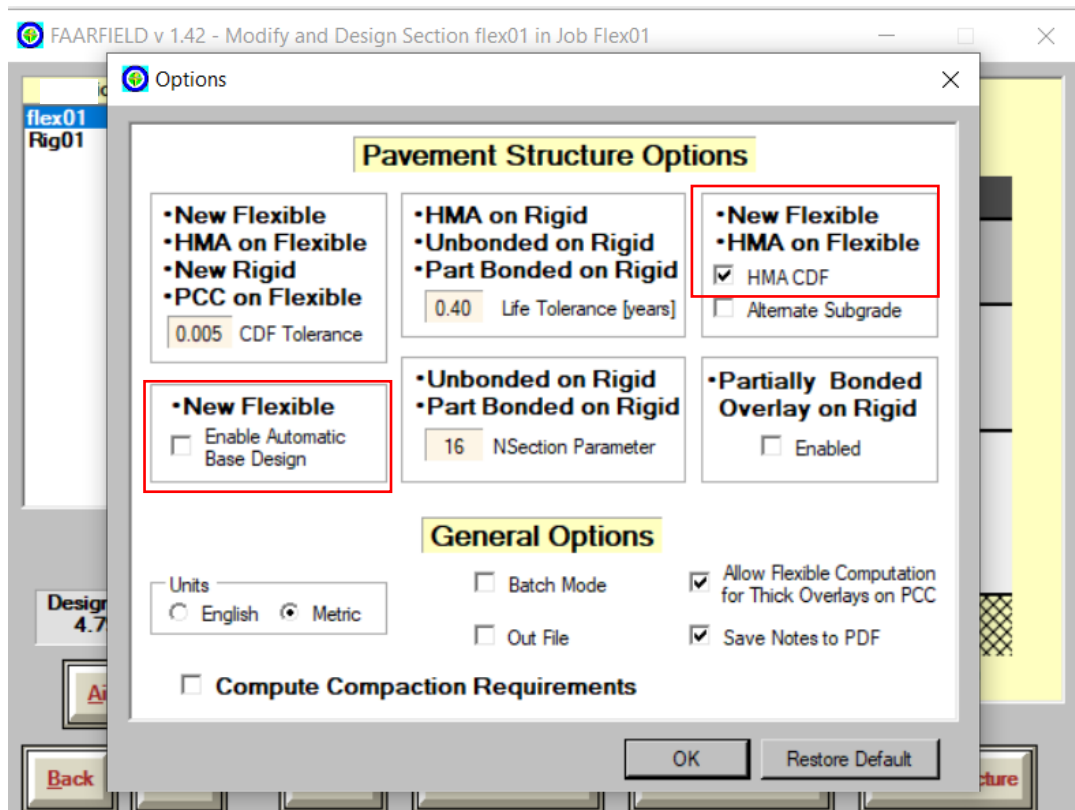 FAARFIELD v 1.42 - Modify and Design Section flex01 in Job Flex01
Options
flex01
Rig01
Pavement Structure Options
•New Flexible
•HMA on Flexible
•New Rigid
•PCC on Flexible
0.005 CDF Tolerance
•HMA on Rigid
•Unbonded on Rigid
•Part Bonded on Rigid
0.40 Life Tolerance [years]
•New Flexible
•HMA on Flexible
HMA CDF
Alternate Subgrade
•New Flexible
Enable Automatic
Base Design
•Unbonded on Rigid
•Part Bonded on Rigid
16 NSection Parameter
•Partially Bonded
Overlay on Rigid
Enabled
General Options
Units
English Metric
Batch Mode
Out File
Allow Flexible Computation
for Thick Overlays on PCC
Save Notes to PDF
Compute Compaction Requirements
OK
Restore Default
Back